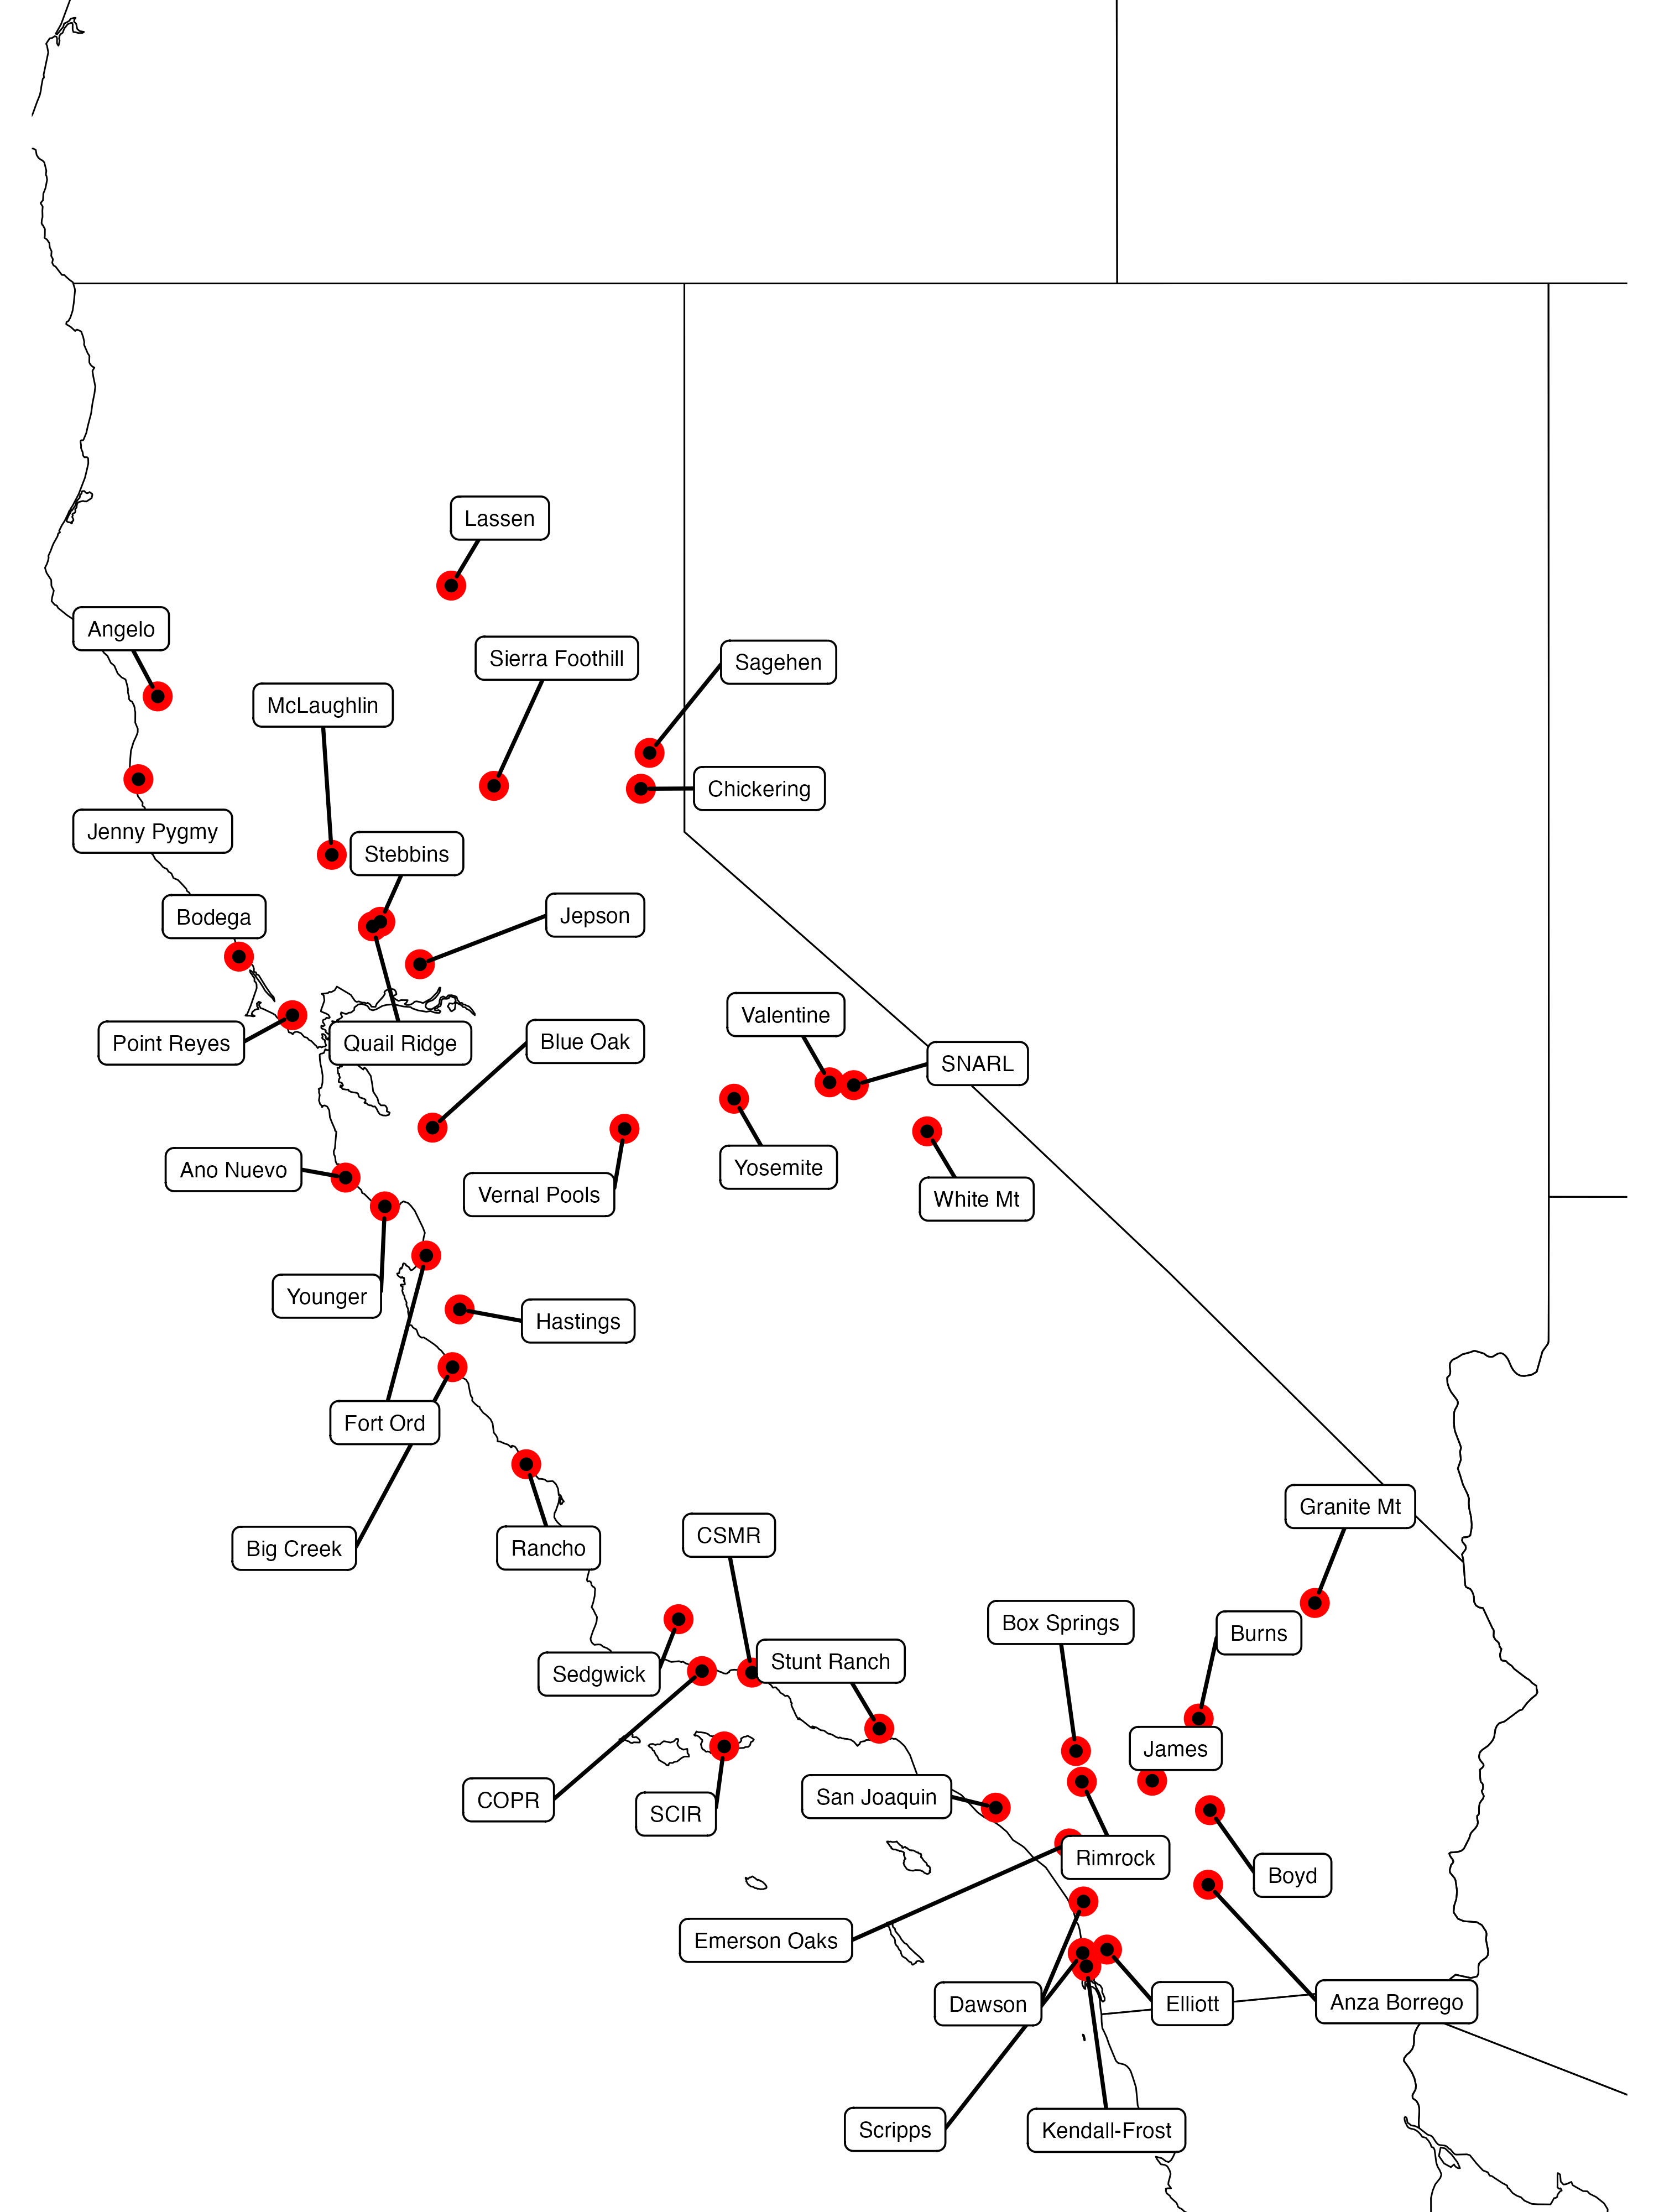 Lassen
Angelo
Sierra Foothill
Sagehen
McLaughlin
Chickering
Jenny Pygmy
Stebbins
Bodega
Jepson
Valentine
Point Reyes
Quail Ridge
Blue Oak
SNARL
Ano Nuevo
Yosemite
Vernal Pools
White Mt
Younger
Hastings
Fort Ord
Granite Mt
Big Creek
Rancho
CSMR
Box Springs
Burns
Sedgwick
Stunt Ranch
James
COPR
SCIR
San Joaquin
Rimrock
Boyd
Emerson Oaks
Dawson
Elliott
Anza Borrego
Scripps
Kendall-Frost